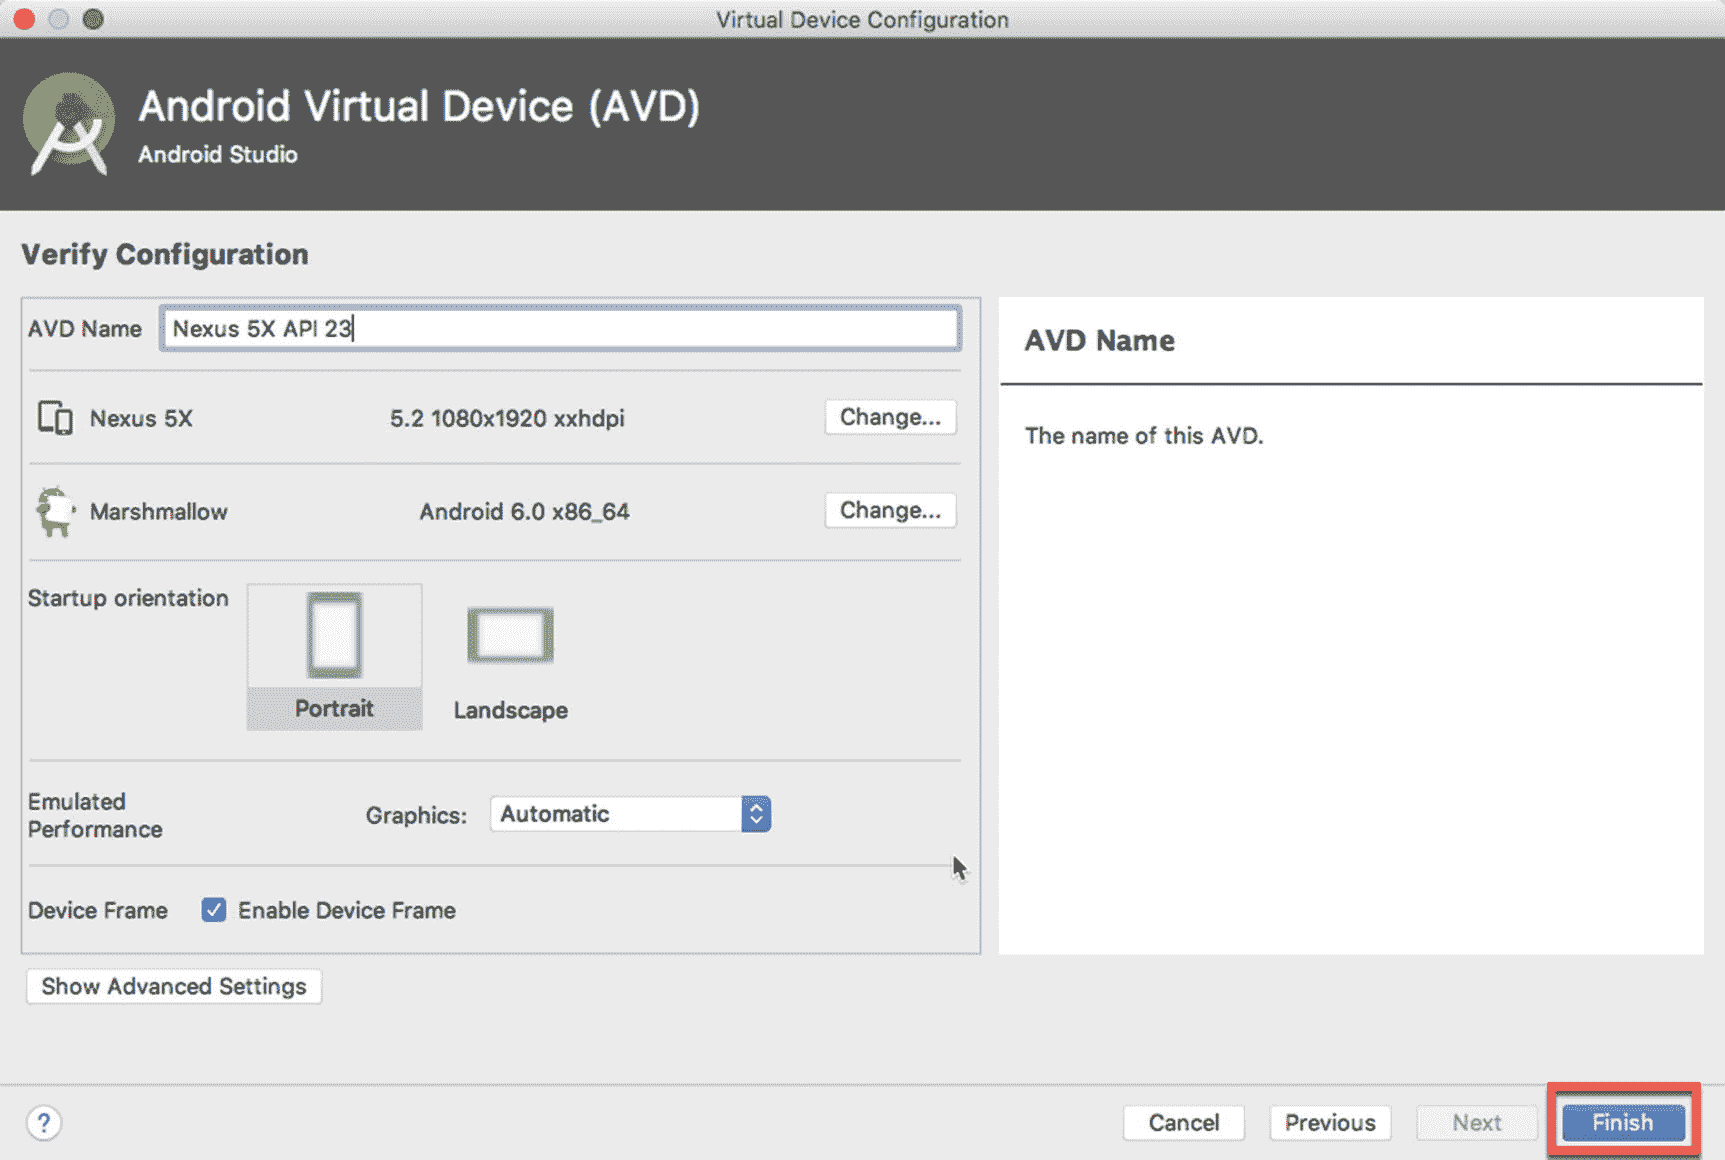 Virtual Device Configuration
Android Virtual Device (AVD)
Android Studio
Verify Configuration
AVD Name Nexus 5X API 23
Nexus 5X 5.2 1080x1920 xxhdpi Change...
Marshmallow Android 6.0 x86_64 Change...
Startup orientation
Portrait
Landscape
Emulated
Performance
Graphics: Automatic
Device Frame Enable Device Frame
Show Advanced Settings
AVD Name
The name of this AVD.
? Cancel Previous Next Finish